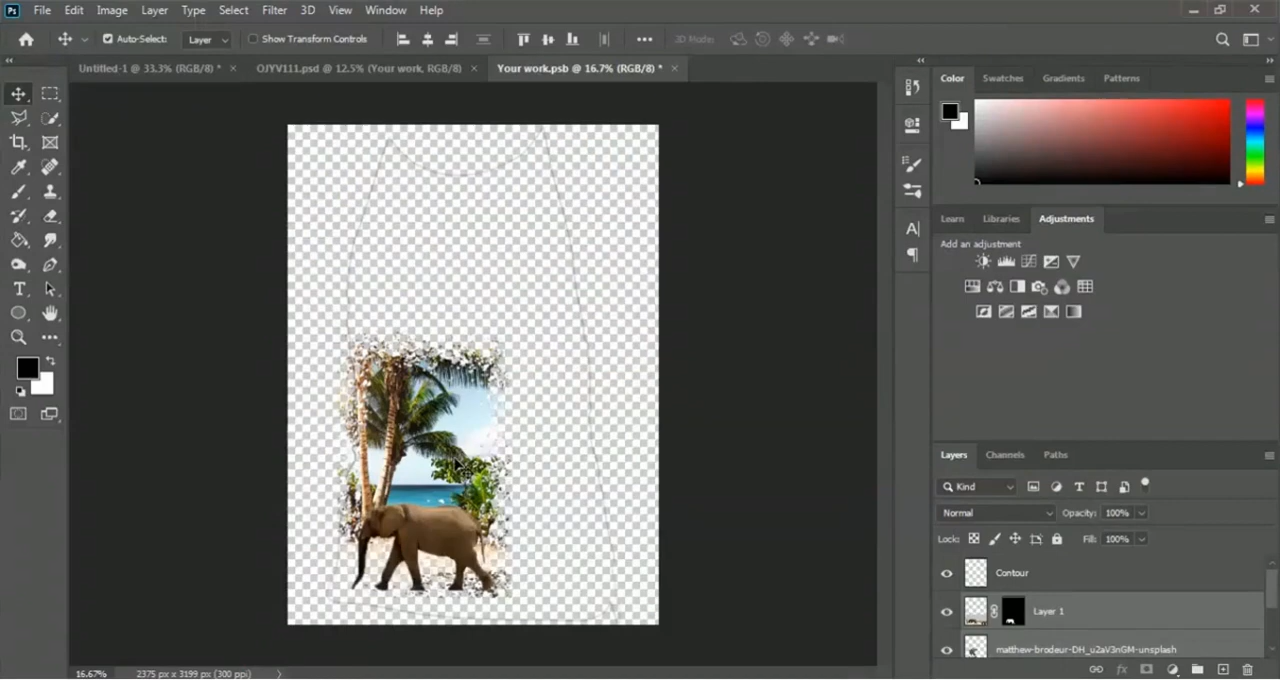 Ps File Edit Image Layer Type Select Filter 3D View Window Help
Auto-Select: Layer Show Transform Controls 3D Mode:
Untitled-1 @ 33.3% (RGB/8) * × OJYV111.psd @ 12.5% (Your work, RGB/8) × Your work.psb @ 16.7% (RGB/8) * ×
Color Swatches Gradients Patterns
Learn Libraries Adjustments
Add an adjustment
Layers Channels Paths
Kind
Normal Opacity: 100%
Lock: Fill: 100%
Contour
Layer 1
matthew-brodeur-DH_u2aV3nGM-unsplash
16.67% 2375 px x 3199 px (300 ppi)